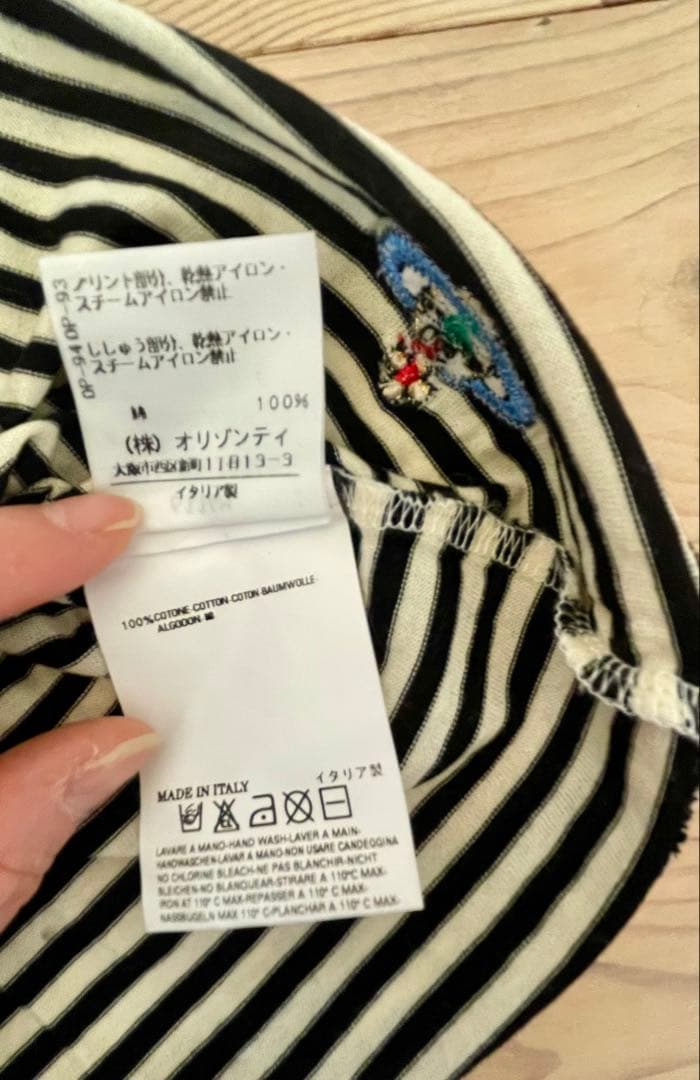 OP-93 プリント部分、乾熱アイロン・
スチームアイロン禁止
OP-94 ししゅう部分、乾熱アイロン・
スチームアイロン禁止
綿 100%
(株) オリゾンティ
大阪市西区新町1丁目13-3
イタリア製
100%COTONE-COTTON-COTON-BAUMWOLLE-
ALGODON-綿
イタリア製
MADE IN ITALY
LAVARE A MANO-HAND WASH-LAVER A MAIN-
HANDWASCHEN-LAVAR A MANO-NON USARE CANDEGGINA
NO CHLORINE BLEACH-NE PAS BLANCHIR-NICHT
BLEICHEN-NO BLANQUEAR-STIRARE A 110°C MAX-
IRON AT 110° C MAX-REPASSER A 110° C MAX-
NASSBUGELN MAX 110° C-PLANCHAR A 110° C MAX.